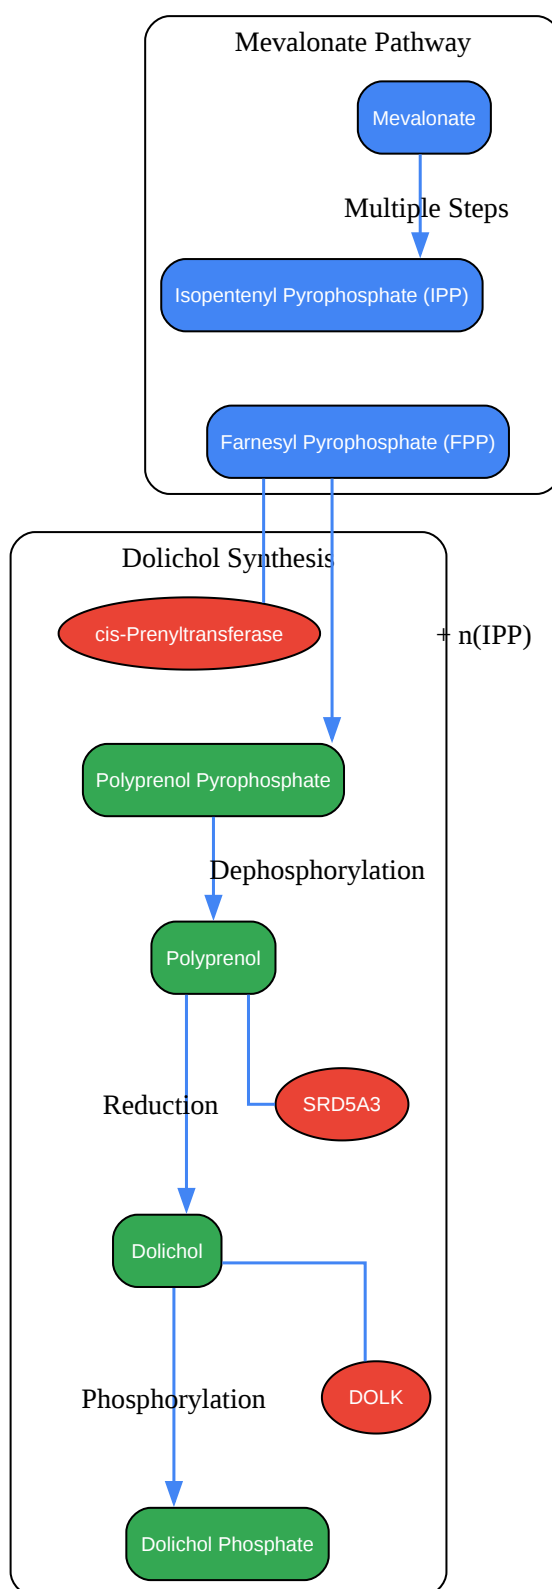 Mevalonate Pathway
Mevalonate
Multiple Steps
Isopentenyl Pyrophosphate (IPP)
Farnesyl Pyrophosphate (FPP)
Dolichol Synthesis
cis-Prenyltransferase
+ n(IPP)
Polyprenol Pyrophosphate
Dephosphorylation
Polyprenol
SRD5A3
Reduction
Dolichol
DOLK
Phosphorylation
Dolichol Phosphate